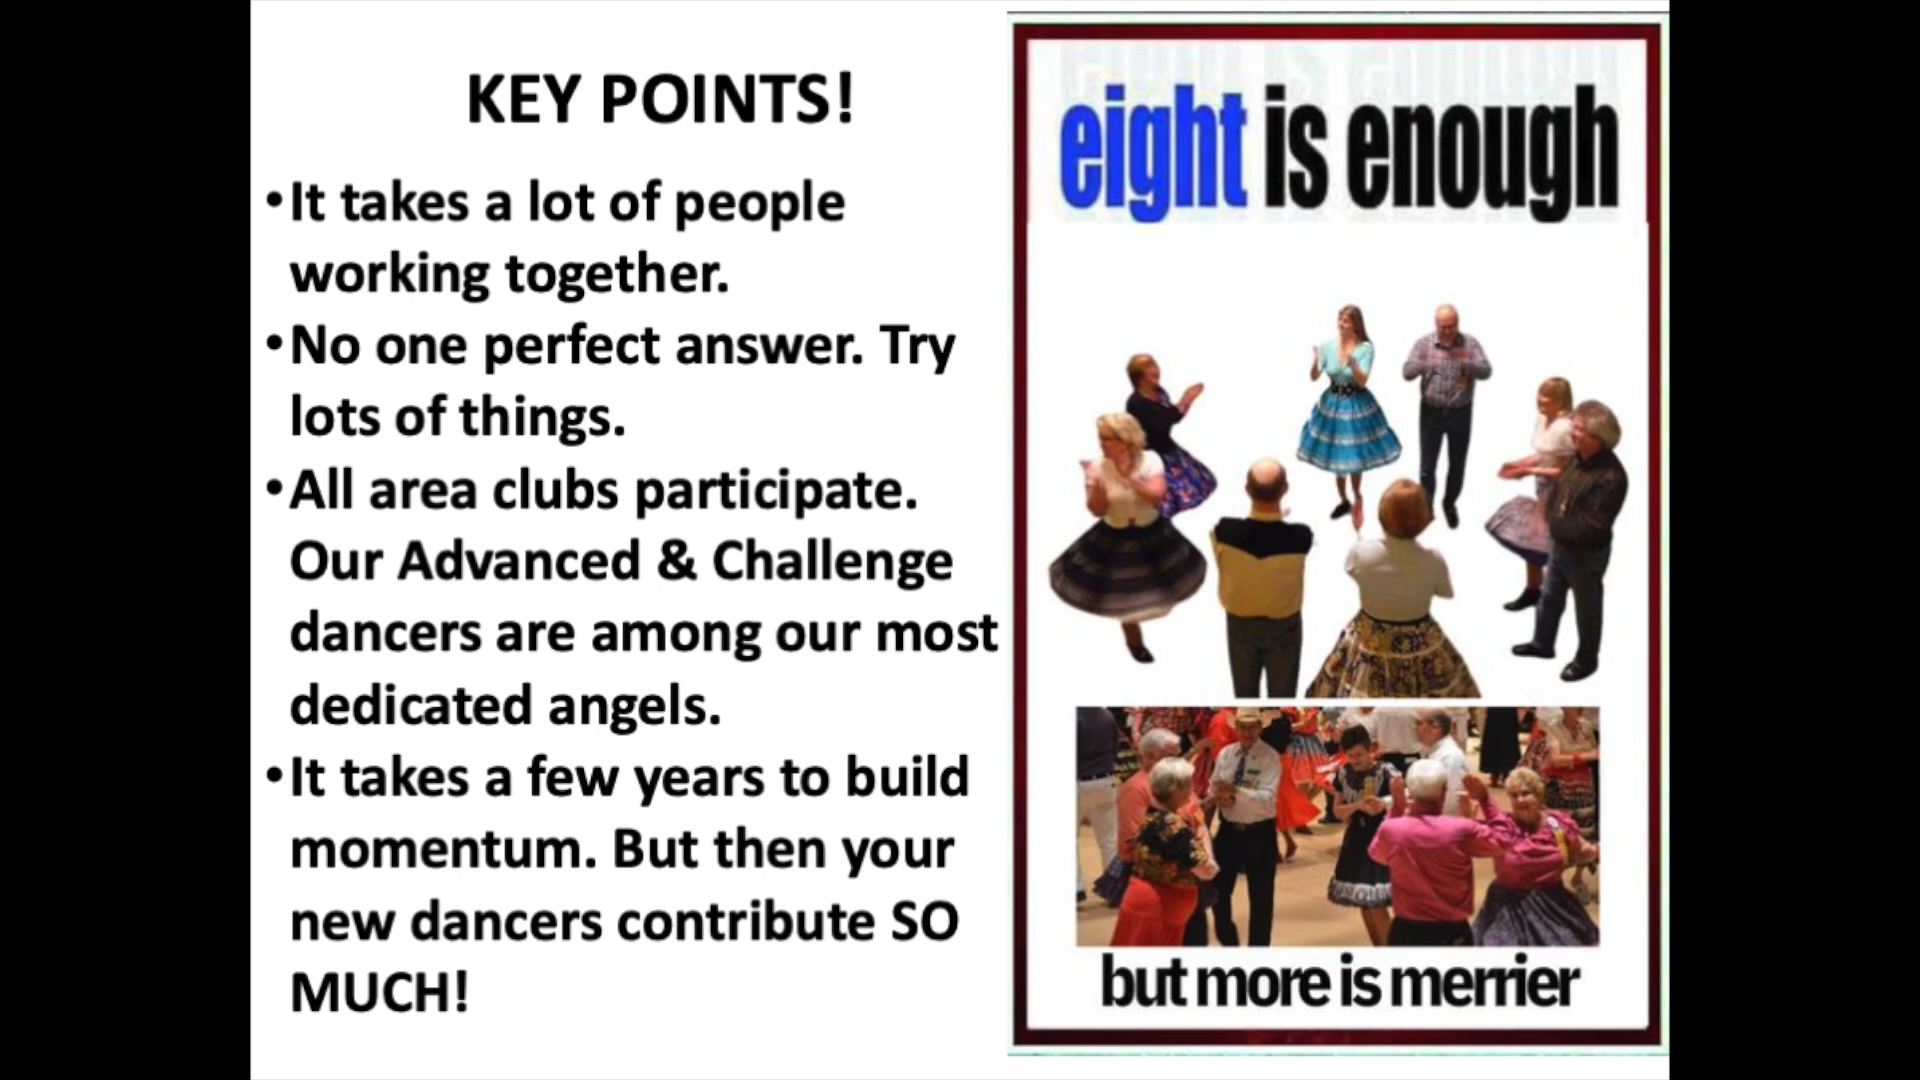 KEY POINTS!
•It takes a lot of people
working together.
•No one perfect answer. Try
lots of things.
•All area clubs participate.
Our Advanced & Challenge
dancers are among our most
dedicated angels.
•It takes a few years to build
momentum. But then your
new dancers contribute SO
MUCH!
eight is enough
but more is merrier